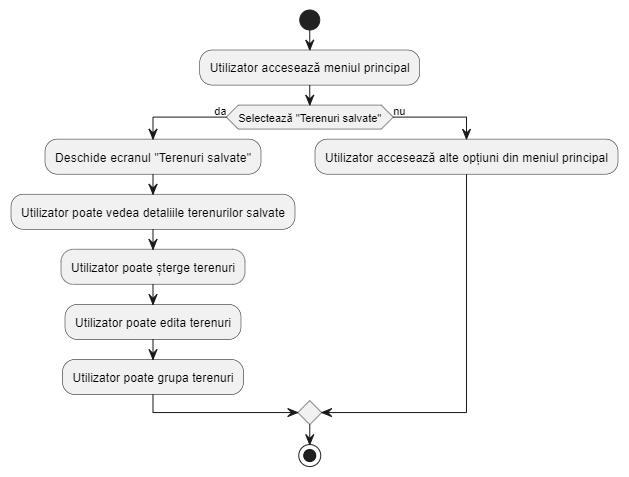 Utilizator accesează meniul principal
da
Selectează "Terenuri salvate"
nu
Deschide ecranul "Terenuri salvate"
Utilizator accesează alte opțiuni din meniul principal
Utilizator poate vedea detaliile terenurilor salvate
Utilizator poate șterge terenuri
Utilizator poate edita terenuri
Utilizator poate grupa terenuri